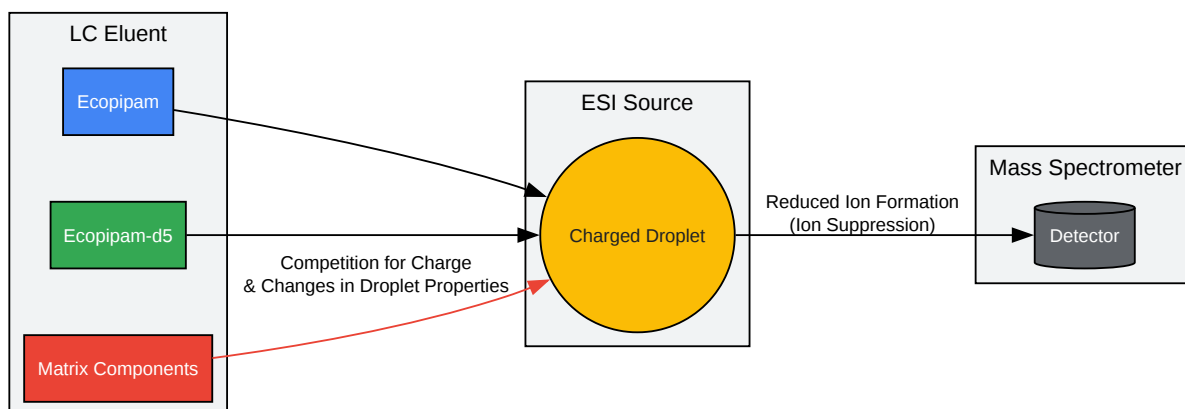 LC Eluent
Ecopipam
Ecopipam-d5
Matrix Components
Competition for Charge
& Changes in Droplet Properties
ESI Source
Charged Droplet
Reduced Ion Formation
(Ion Suppression)
Mass Spectrometer
Detector